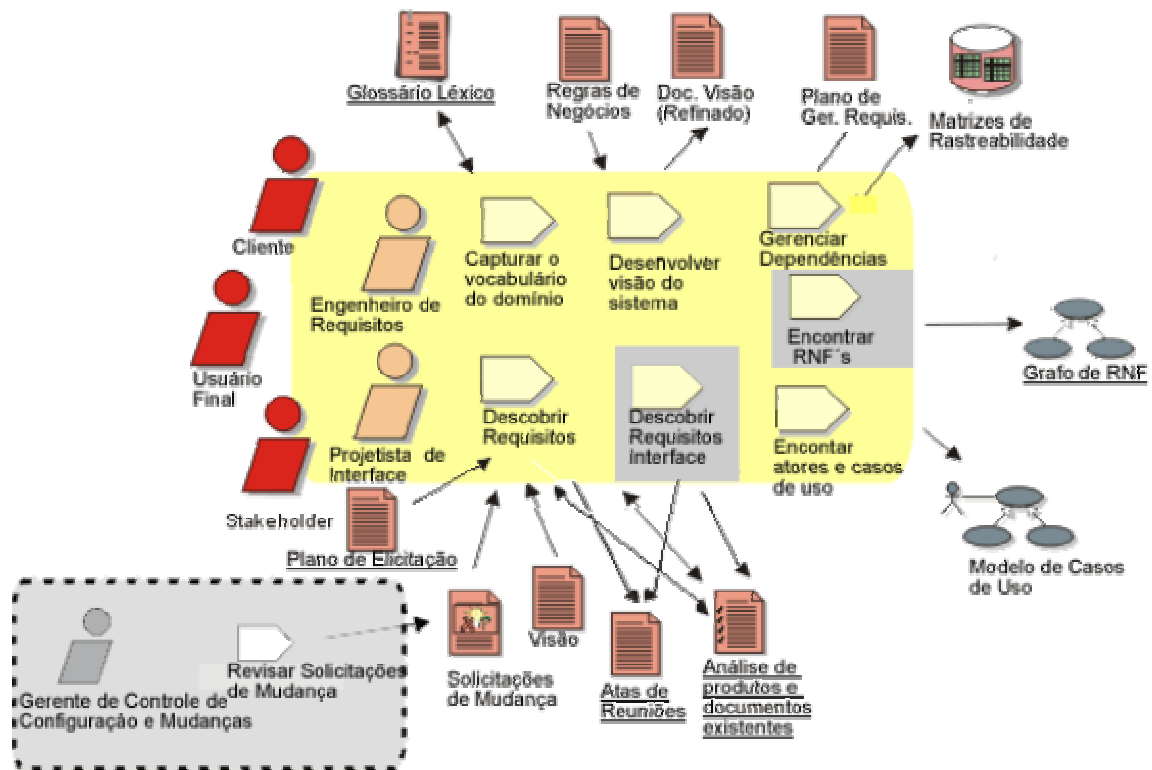 Glossário Léxico
Regras de
Negócios
Doc. Visão
(Refinado)
Plano de
Ger. Requis.
Matrizes de
Rastreabilidade
Cliente
Engenheiro de
Requisitos
Capturar o
vocabulário
do domínio
Desenvolver
visão do
sistema
Gerenciar
Dependências
Encontrar
RNF´s
Grafo de RNF
Usuário
Final
Projetista de
Interface
Descobrir
Requisitos
Descobrir
Requisitos
Interface
Encontar
atores e casos
de uso
Stakeholder
Plano de Elicitação
Modelo de Casos
de Uso
Gerente de Controle de
Configuração e Mudanças
Revisar Solicitações
de Mudança
Solicitações
de Mudança
Visão
Atas de
Reuniões
Análise de
produtos e
documentos
existentes